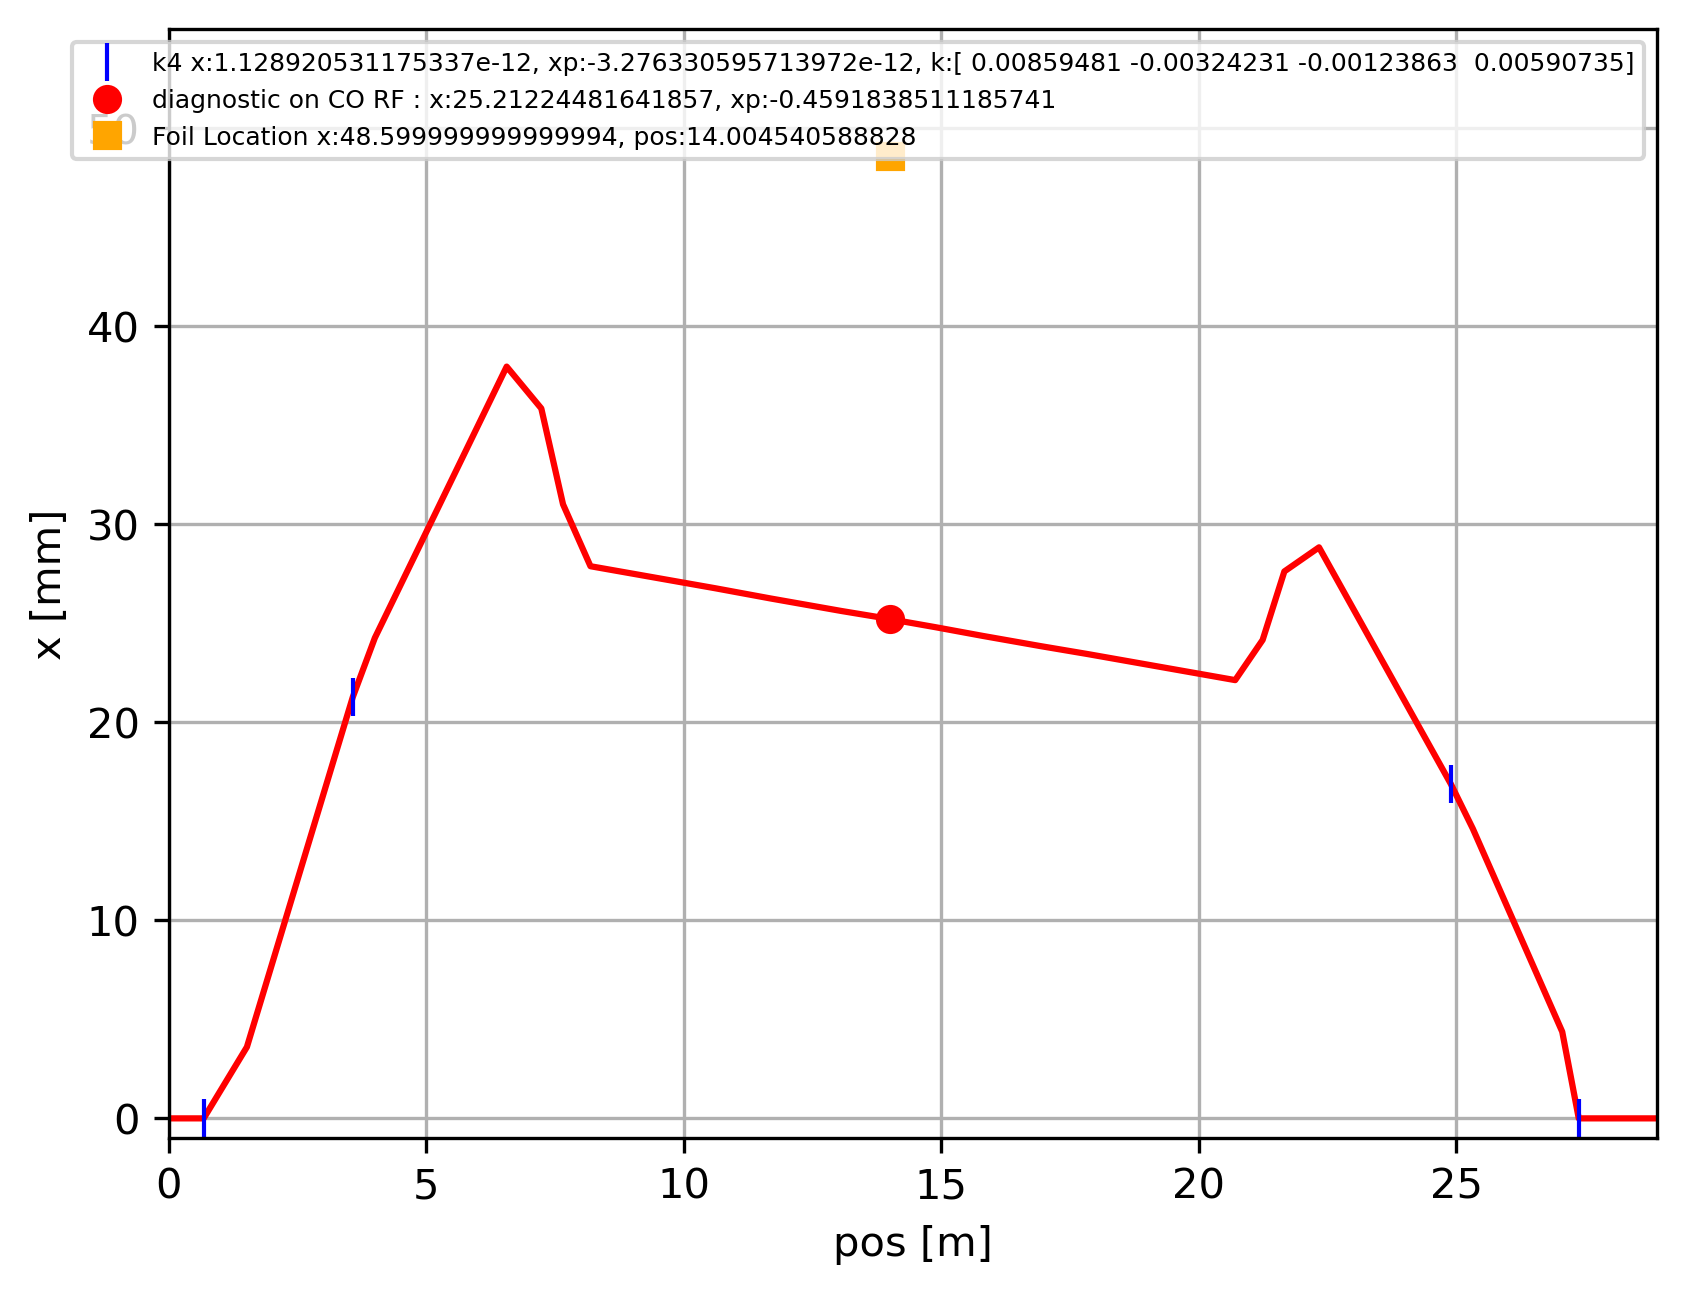 k4 x:1.128920531175337e-12, xp:-3.276330595713972e-12, k:[ 0.00859481 -0.00324231 -0.00123863  0.00590735]
diagnostic on CO RF : x:25.21224481641857, xp:-0.4591838511185741
Foil Location x:48.599999999999994, pos:14.004540588828
50
40
30
20
10
0
x [mm]
0 5 10 15 20 25
pos [m]